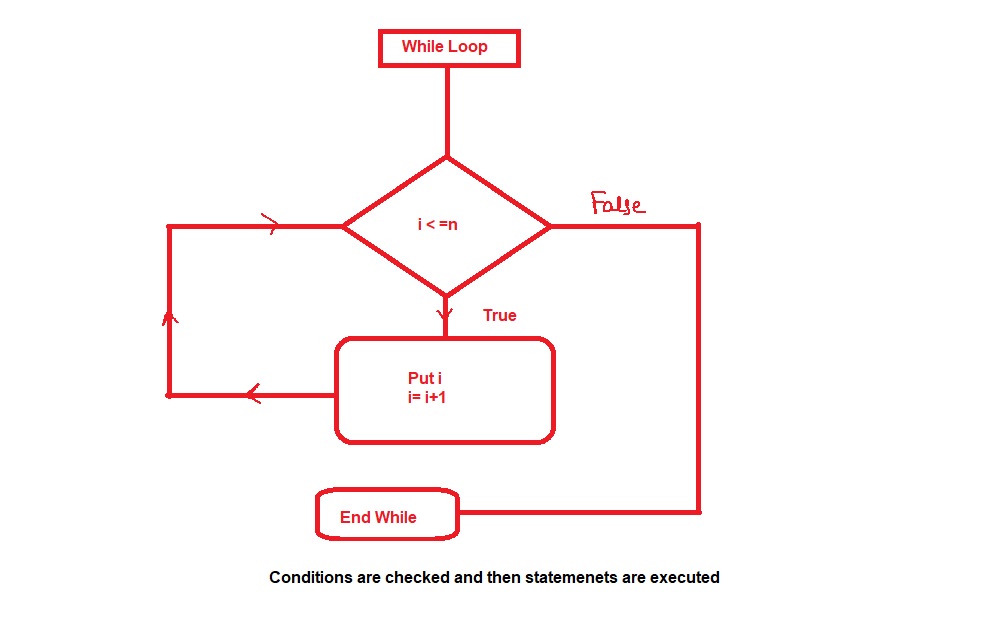 While Loop
i < =n
False
True
Put i
i= i+1
End While
Conditions are checked and then statemenets are executed